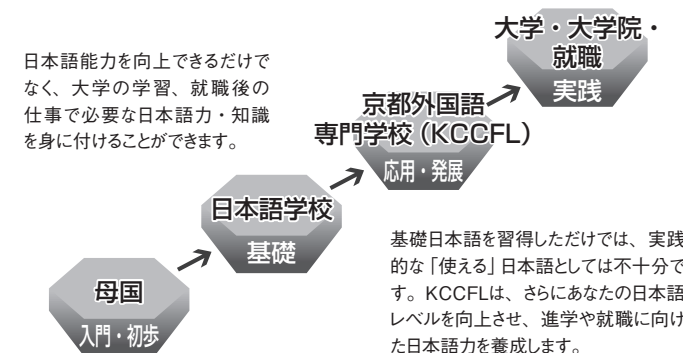 日本語能力を向上できるだけで
なく、大学の学習、就職後の
仕事で必要な日本語力・知識
を身に付けることができます。
大学・大学院・
就職
実践
京都外国語
専門学校（KCCFL）
応用・発展
日本語学校
基礎
母国
入門・初歩
基礎日本語を習得しただけでは、実践
的な「使える」日本語としては不十分で
す。KCCFLは、さらにあなたの日本語
レベルを向上させ、進学や就職に向け
た日本語力を養成します。